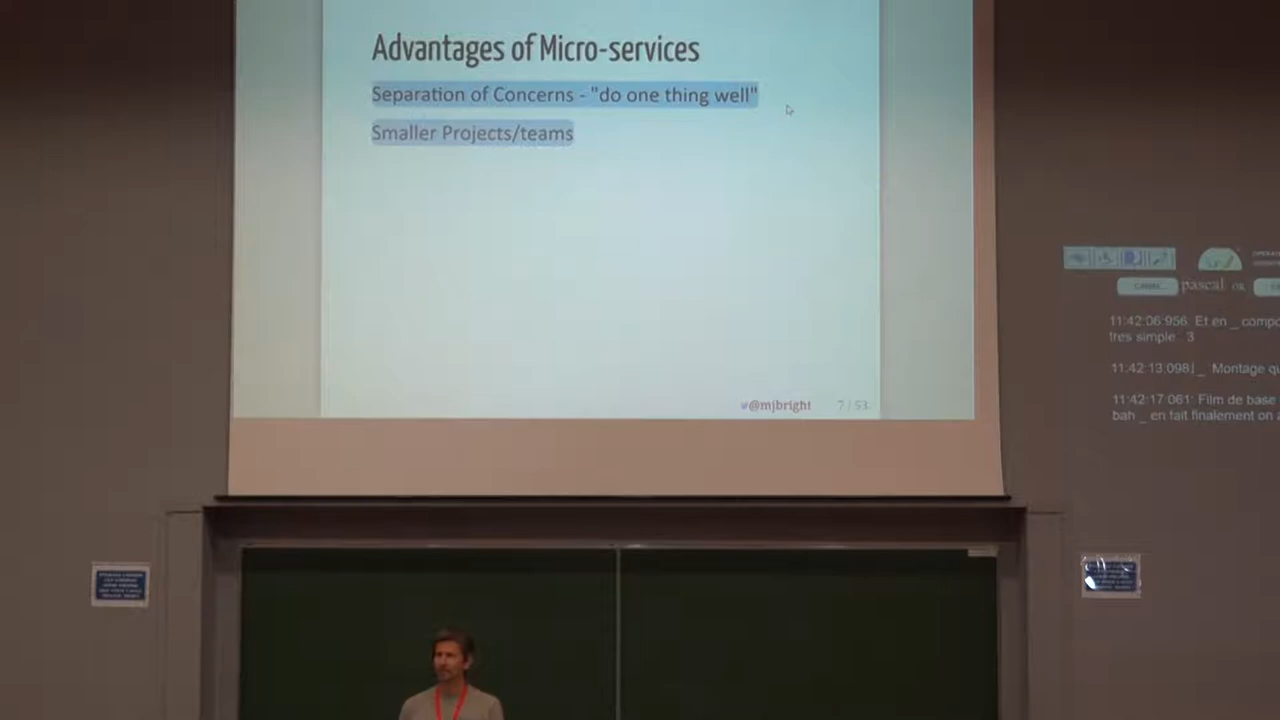 Advantages of Micro-services
Separation of Concerns - "do one thing well"
Smaller Projects/teams
@mjbright 7 / 53
pascal OR
11:42:06:956: Et en _ compo
tres simple - 3
11:42:13.098] _ Montage qu
11:42:17 061: Film de base
bah _ en fait finalement on a